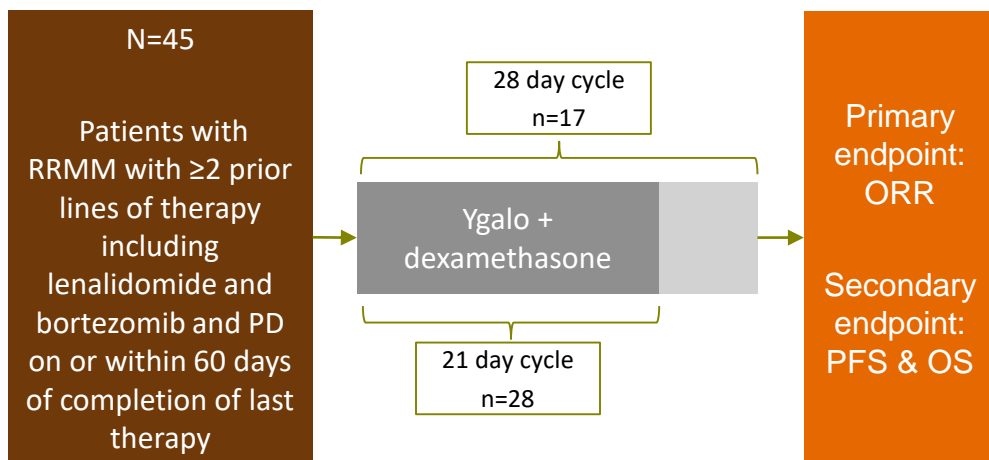 N=45
Patients with
RRMM with ≥2 prior
lines of therapy
including
lenalidomide and
bortezomib and PD
on or within 60 days
of completion of last
therapy
28 day cycle
n=17
Ygalo +
dexamethasone
21 day cycle
n=28
Primary
endpoint:
ORR
Secondary
endpoint:
PFS & OS